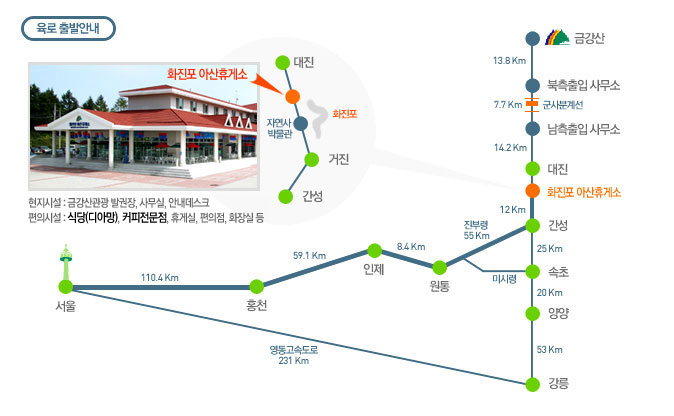 육로 출발안내
화진포 아산휴게소
대진
화진포
자연사
박물관
거진
간성
현지시설 : 금강산관광 발권장, 사무실, 안내데스크
편의시설 : 식당(디아망), 커피전문점, 휴게실, 편의점, 화장실 등
금강산
13.8 Km
북측출입 사무소
7.7 Km
군사분계선
남측출입 사무소
14.2 Km
대진
화진포 아산휴게소
12 Km
간성
진부령
55 Km
25 Km
미시령
속초
20 Km
양양
53 Km
강릉
서울
110.4 Km
홍천
59.1 Km
인제
8.4 Km
원통
영동고속도로
231 Km